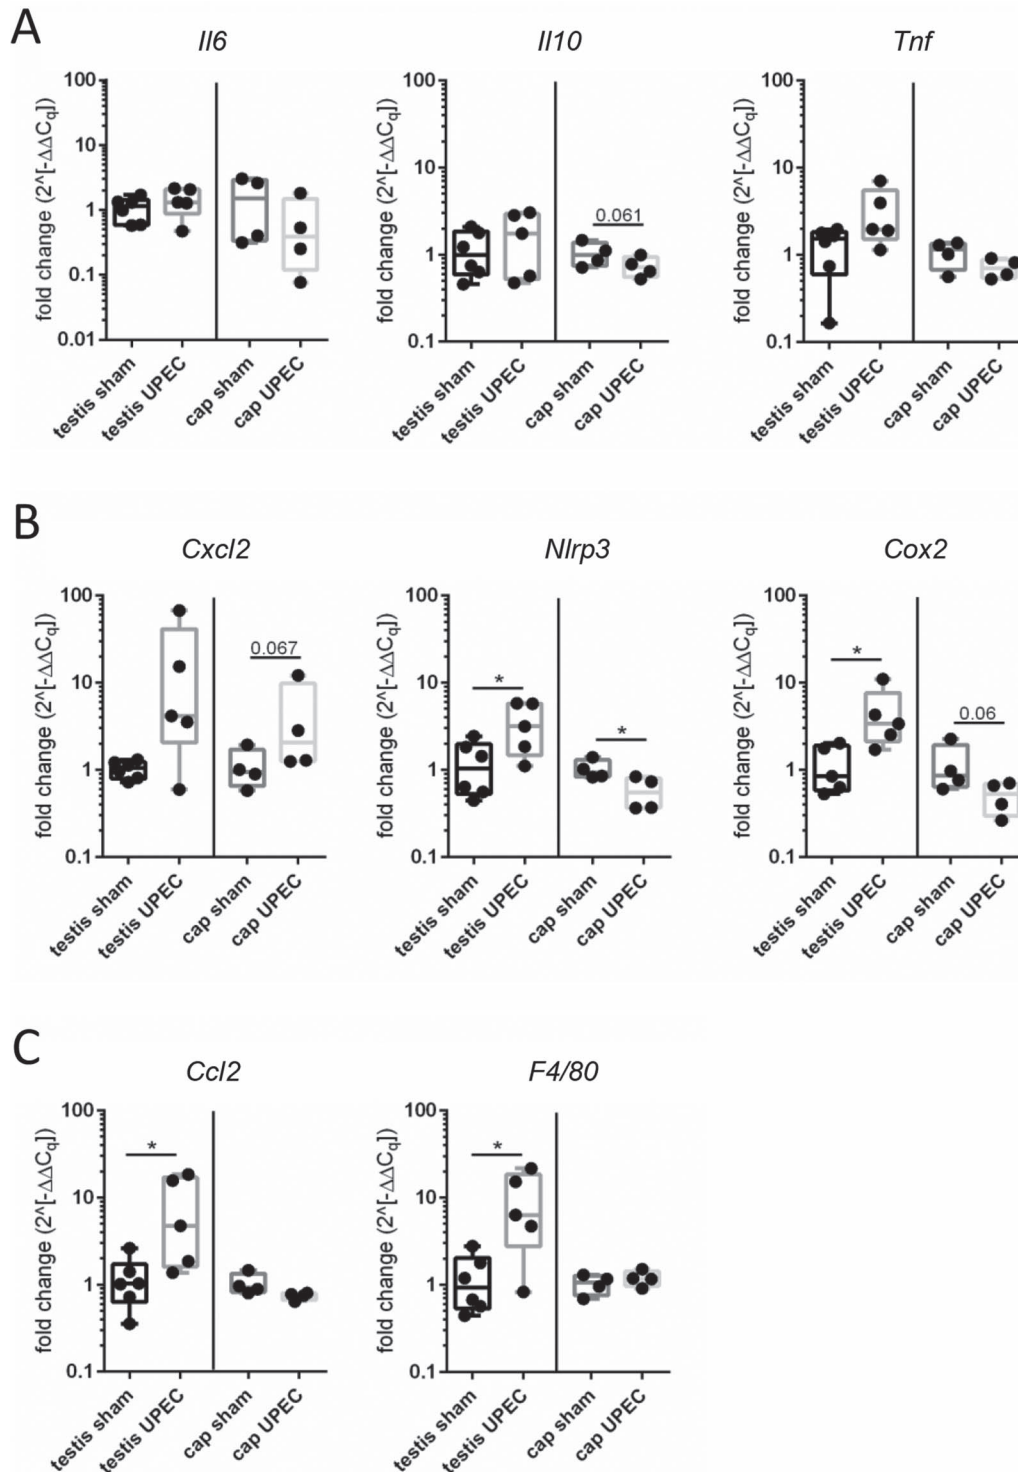 A
Il6 Il10 Tnf
fold change (2^[-ΔΔCq])
100
10
1
0.1
0.01
testis sham
testis UPEC
cap sham
cap UPEC
fold change (2^[-ΔΔCq])
100
10
1
0.1
0.061
testis sham
testis UPEC
cap sham
cap UPEC
fold change (2^[-ΔΔCq])
100
10
1
0.1
testis sham
testis UPEC
cap sham
cap UPEC
B
Cxcl2 Nlrp3 Cox2
fold change (2^[-ΔΔCq])
100
10
1
0.1
0.067
testis sham
testis UPEC
cap sham
cap UPEC
fold change (2^[-ΔΔCq])
100
10
1
0.1
*
*
testis sham
testis UPEC
cap sham
cap UPEC
fold change (2^[-ΔΔCq])
100
10
1
0.1
*
0.06
testis sham
testis UPEC
cap sham
cap UPEC
C
Ccl2 F4/80
fold change (2^[-ΔΔCq])
100
10
1
0.1
*
testis sham
testis UPEC
cap sham
cap UPEC
fold change (2^[-ΔΔCq])
100
10
1
0.1
*
testis sham
testis UPEC
cap sham
cap UPEC